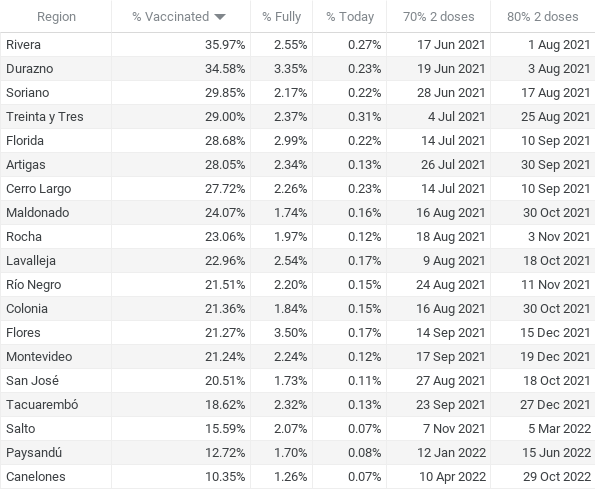 Region % Vaccinated % Fully % Today 70% 2 doses 80% 2 doses
Rivera 35.97% 2.55% 0.27% 17 Jun 2021 1 Aug 2021
Durazno 34.58% 3.35% 0.23% 19 Jun 2021 3 Aug 2021
Soriano 29.85% 2.17% 0.22% 28 Jun 2021 17 Aug 2021
Treinta y Tres 29.00% 2.37% 0.31% 4 Jul 2021 25 Aug 2021
Florida 28.68% 2.99% 0.22% 14 Jul 2021 10 Sep 2021
Artigas 28.05% 2.34% 0.13% 26 Jul 2021 30 Sep 2021
Cerro Largo 27.72% 2.26% 0.23% 14 Jul 2021 10 Sep 2021
Maldonado 24.07% 1.74% 0.16% 16 Aug 2021 30 Oct 2021
Rocha 23.06% 1.97% 0.12% 18 Aug 2021 3 Nov 2021
Lavalleja 22.96% 2.54% 0.17% 9 Aug 2021 18 Oct 2021
Río Negro 21.51% 2.20% 0.15% 24 Aug 2021 11 Nov 2021
Colonia 21.36% 1.84% 0.15% 16 Aug 2021 30 Oct 2021
Flores 21.27% 3.50% 0.17% 14 Sep 2021 15 Dec 2021
Montevideo 21.24% 2.24% 0.12% 17 Sep 2021 19 Dec 2021
San José 20.51% 1.73% 0.11% 27 Aug 2021 18 Oct 2021
Tacuarembó 18.62% 2.32% 0.13% 23 Sep 2021 27 Dec 2021
Salto 15.59% 2.07% 0.07% 7 Nov 2021 5 Mar 2022
Paysandú 12.72% 1.70% 0.08% 12 Jan 2022 15 Jun 2022
Canelones 10.35% 1.26% 0.07% 10 Apr 2022 29 Oct 2022